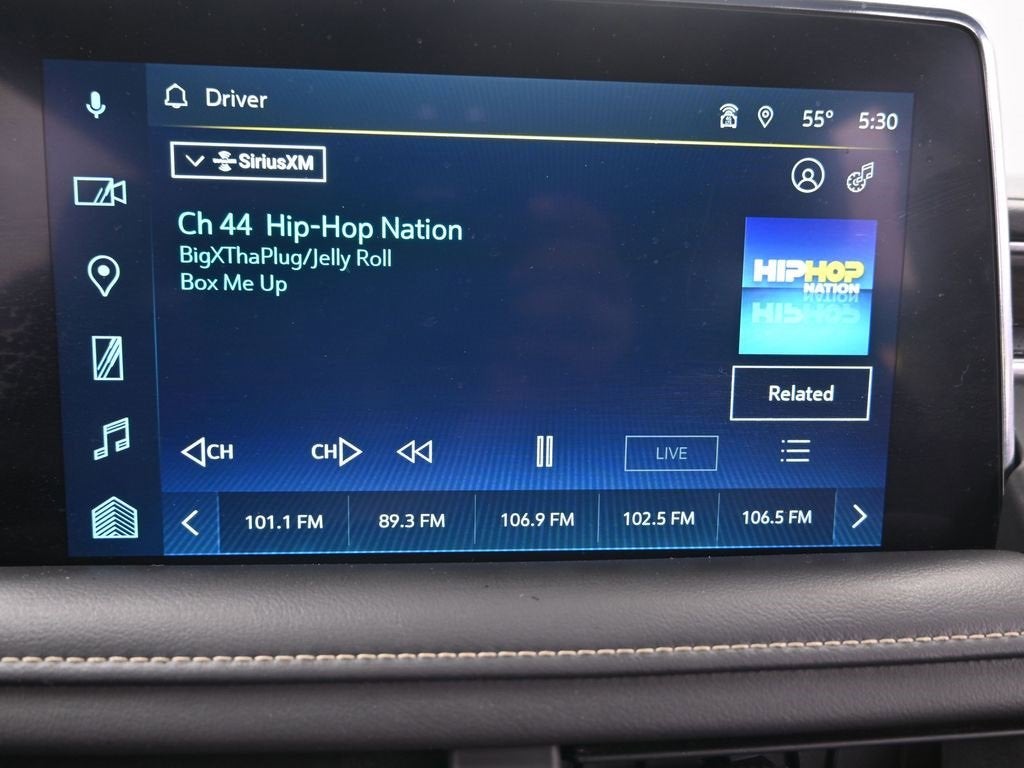 Driver
55° 5:30
SiriusXM
Ch 44 Hip-Hop Nation
BigXThaPlug/Jelly Roll
Box Me Up
HIPHOP
NATION
Related
CH
CH
LIVE
101.1 FM
89.3 FM
106.9 FM
102.5 FM
106.5 FM